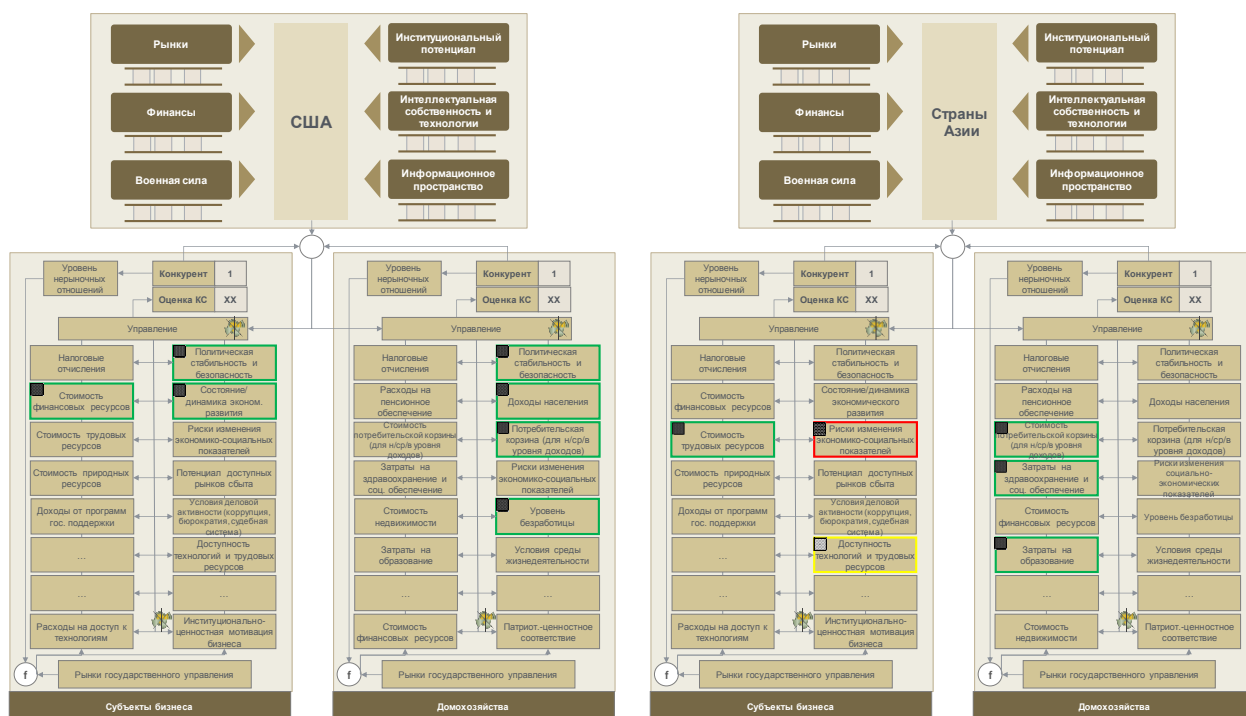 Рынки
Финансы
Военная сила
США
Институциональный
потенциал
Интеллектуальная
собственность и
технологии
Информационное
пространство
Уровень
нерыночных
отношений
Конкурент
1
Оценка КС
XX
Управление
Налоговые
отчисления
Политическая
стабильность и
безопасность
Стоимость
финансовых ресурсов
Состояние/
динамика эконом.
развития
Стоимость трудовых
ресурсов
Риски изменения
экономико-социальных
показателей
Стоимость природных
ресурсов
Потенциал доступных
рынков сбыта
Доходы от программ
гос. поддержки
Условия деловой
активности (коррупция,
бюрократия, судебная
система)
...
Доступность
технологий и трудовых
ресурсов
...
...
Расходы на доступ к
технологиям
Институционально-
ценностная мотивация
бизнеса
f
Рынки государственного управления
Субъекты бизнеса
Уровень
нерыночных
отношений
Конкурент
1
Оценка КС
XX
Управление
Налоговые
отчисления
Политическая
стабильность и
безопасность
Расходы на
пенсионное
обеспечение
Доходы населения
Стоимость
потребительской корзины
(для н/ср/в уровня
доходов)
Потребительская
корзина (для н/ср/в
уровня доходов)
Затраты на
здравоохранение и
соц. обеспечение
Риски изменения
экономико-социальных
показателей
Стоимость
недвижимости
Уровень
безработицы
Затраты на
образование
Условия среды
жизнедеятельности
...
...
Стоимость
финансовых ресурсов
Патриот.-ценностное
соответствие
f
Рынки государственного управления
Домохозяйства
Рынки
Финансы
Военная сила
Страны
Азии
Институциональный
потенциал
Интеллектуальная
собственность и
технологии
Информационное
пространство
Уровень
нерыночных
отношений
Конкурент
1
Оценка КС
XX
Управление
Налоговые
отчисления
Политическая
стабильность и
безопасность
Стоимость
финансовых ресурсов
Состояние/динамика
экономического
развития
Стоимость
трудовых ресурсов
Риски изменения
экономико-социальных
показателей
Стоимость природных
ресурсов
Потенциал доступных
рынков сбыта
Доходы от программ
гос. поддержки
Условия деловой
активности (коррупция,
бюрократия, судебная
система)
...
Доступность
технологий и трудовых
ресурсов
...
...
Расходы на доступ к
технологиям
Институционально-
ценностная мотивация
бизнеса
f
Рынки государственного управления
Субъекты бизнеса
Уровень
нерыночных
отношений
Конкурент
1
Оценка КС
XX
Управление
Налоговые
отчисления
Политическая
стабильность и
безопасность
Расходы на
пенсионное
обеспечение
Доходы населения
Стоимость
потребительской корзины
(для н/ср/в уровня
доходов)
Потребительская
корзина (для н/ср/в
уровня доходов)
Затраты на
здравоохранение и
соц. обеспечение
Риски изменения
социально-
экономических
показателей
Стоимость
финансовых ресурсов
Уровень безработицы
Затраты на
образование
Условия среды
жизнедеятельности
...
...
Стоимость
недвижимости
Патриот.-ценностное
соответствие
f
Рынки государственного управления
Домохозяйства